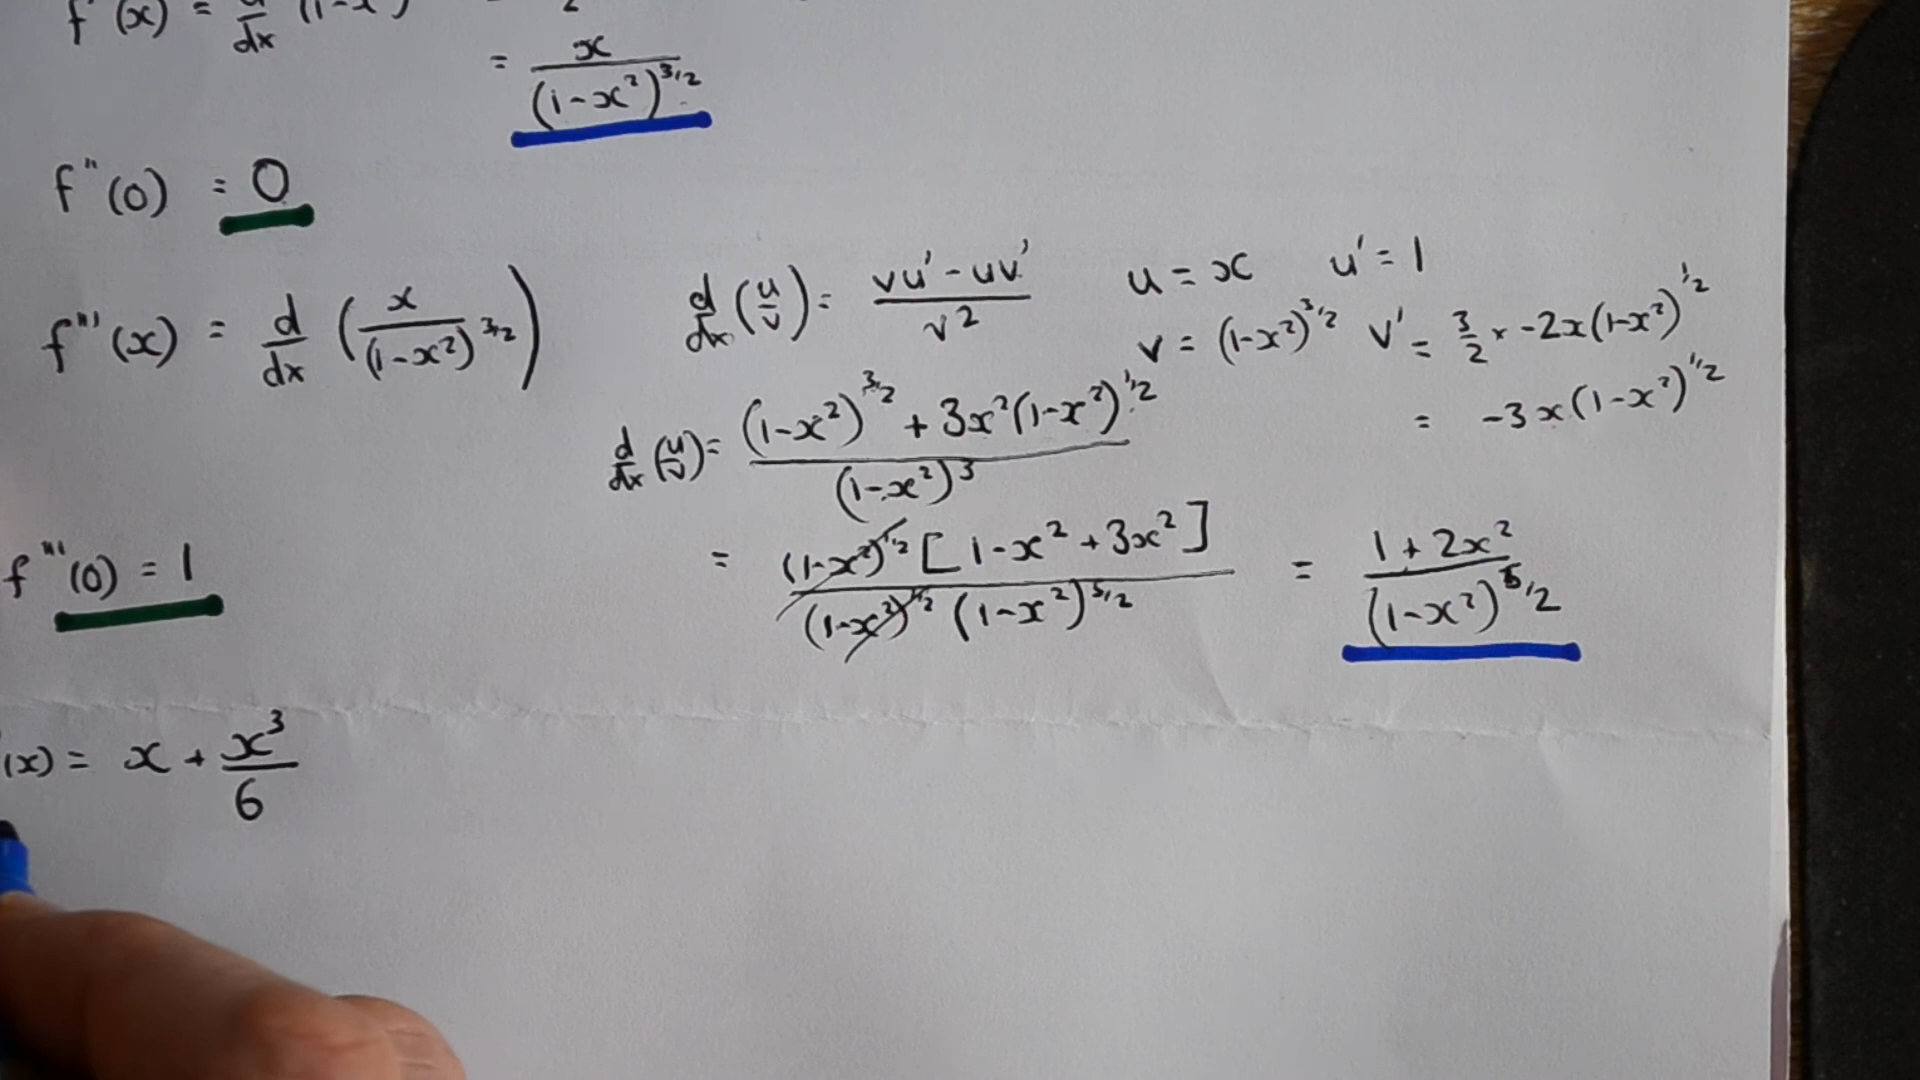 f''(x) = d/dx (1-x
= x/(1-x²)^3/2
f''(0) = 0
f'''(x) = d/dx (x/(1-x²)^3/2)
d/dx (u/v) = (vu' - uv')/v²
u = x u' = 1
v = (1-x²)^3/2 v' = 3/2 × -2x(1-x²)^1/2
= -3x(1-x²)^1/2
d/dx (u/v) = ((1-x²)^3/2 + 3x²(1-x²)^1/2)/(1-x²)^3
= (1-x²)^1/2 [1-x² + 3x²]/(1-x²)^1/2 (1-x²)^5/2 = (1 + 2x²)/(1-x²)^5/2
f'''(0) = 1
(x) = x + x³/6